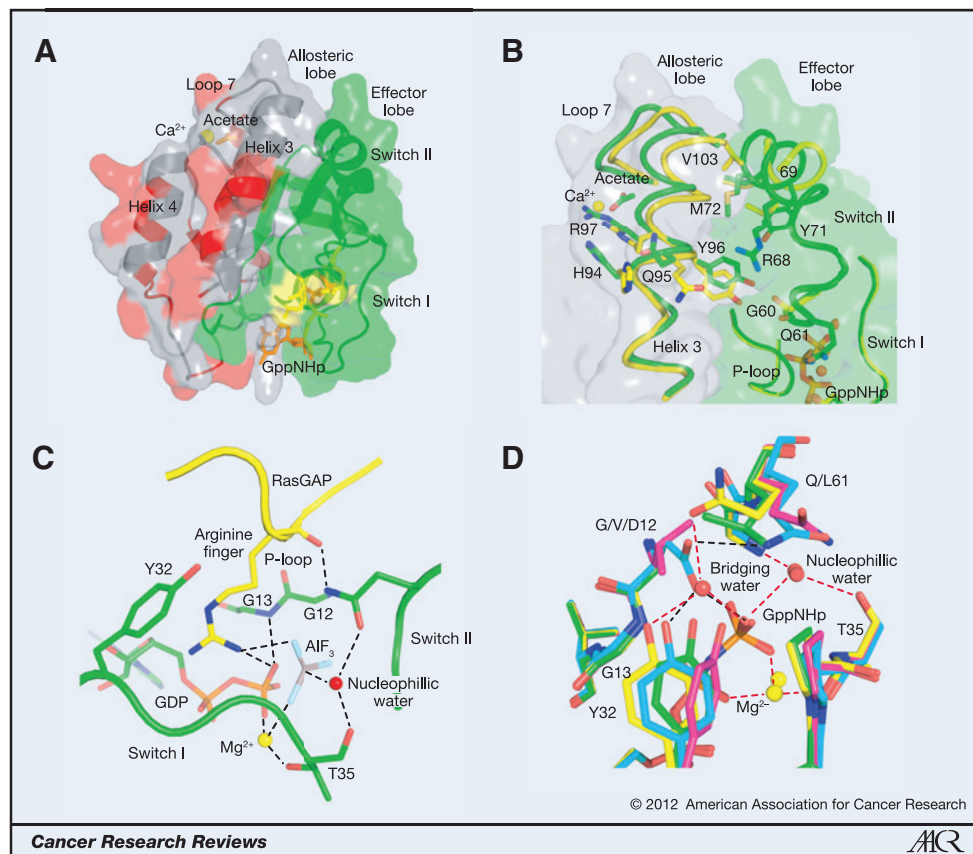 A
Allosteric
lobe
Loop 7
Effector
lobe
Ca²⁺
Acetate
Helix 3
Switch II
Helix 4
Switch I
GppNHp
B
Allosteric
lobe
Effector
lobe
Loop 7
V103
69
Acetate
Ca²⁺
M72
Switch II
R97
Y71
Y96
R68
H94
Q95
G60
Q61
Switch I
Helix 3
P-loop
GppNHp
C
RasGAP
Arginine
finger
P-loop
Y32
G13
G12
AlF₃
Switch II
Nucleophillic
water
GDP
Switch I
Mg²⁺
T35
D
Q/L61
G/V/D12
Bridging
water
Nucleophillic
water
GppNHp
T35
G13
Y32
Mg²⁻
© 2012 American Association for Cancer Research
Cancer Research Reviews
AACR